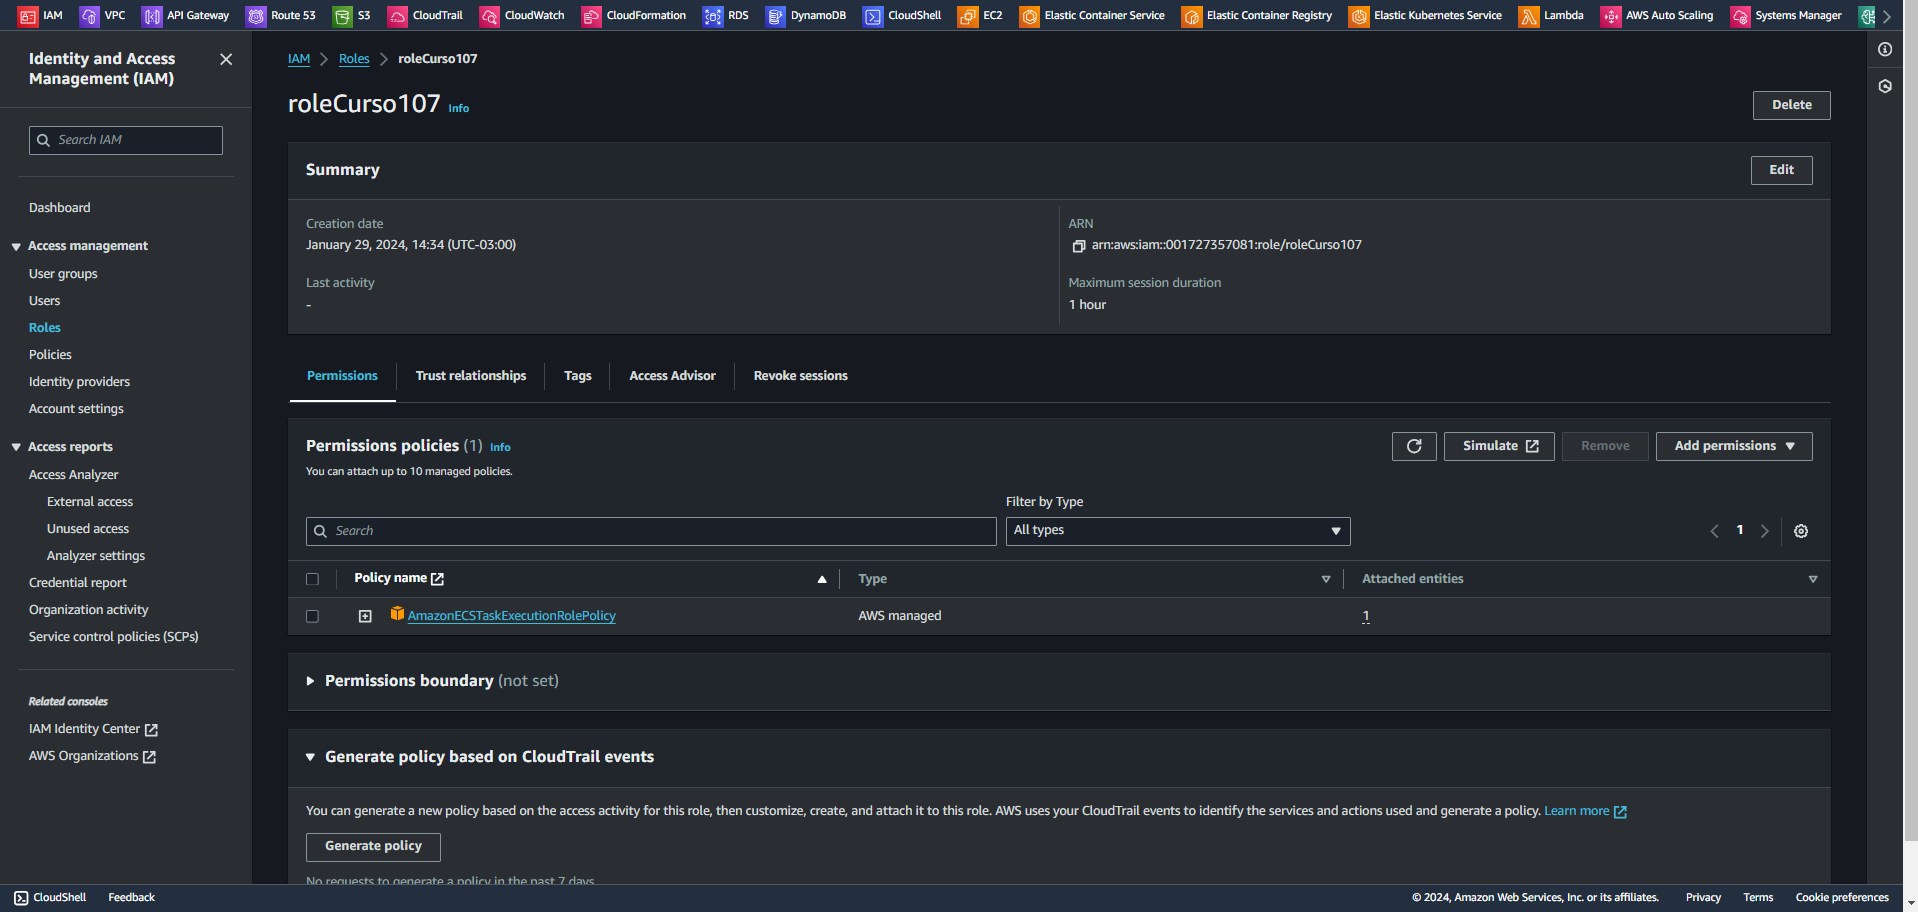 IAM VPC API Gateway Route 53 S3 CloudTrail CloudWatch CloudFormation RDS DynamoDB CloudShell EC2 Elastic Container Service Elastic Container Registry Elastic Kubernetes Service Lambda AWS Auto Scaling Systems Manager
Identity and Access
Management (IAM)
Search IAM
Dashboard
Access management
User groups
Users
Roles
Policies
Identity providers
Account settings
Access reports
Access Analyzer
External access
Unused access
Analyzer settings
Credential report
Organization activity
Service control policies (SCPs)
Related consoles
IAM Identity Center
AWS Organizations
IAM Roles roleCurso107
roleCurso107 Info
Delete
Summary
Edit
Creation date
January 29, 2024, 14:34 (UTC-03:00)
Last activity
-
ARN
arn:aws:iam::001727357081:role/roleCurso107
Maximum session duration
1 hour
Permissions Trust relationships Tags Access Advisor Revoke sessions
Permissions policies (1) Info
You can attach up to 10 managed policies.
Simulate Remove Add permissions
Filter by Type
Search All types 1
Policy name Type Attached entities
AmazonECSTaskExecutionRolePolicy AWS managed 1
Permissions boundary (not set)
Generate policy based on CloudTrail events
You can generate a new policy based on the access activity for this role, then customize, create, and attach it to this role. AWS uses your CloudTrail events to identify the services and actions used and generate a policy. Learn more
Generate policy
No requests to generate a policy in the past 7 days.
CloudShell Feedback © 2024, Amazon Web Services, Inc. or its affiliates. Privacy Terms Cookie preferences